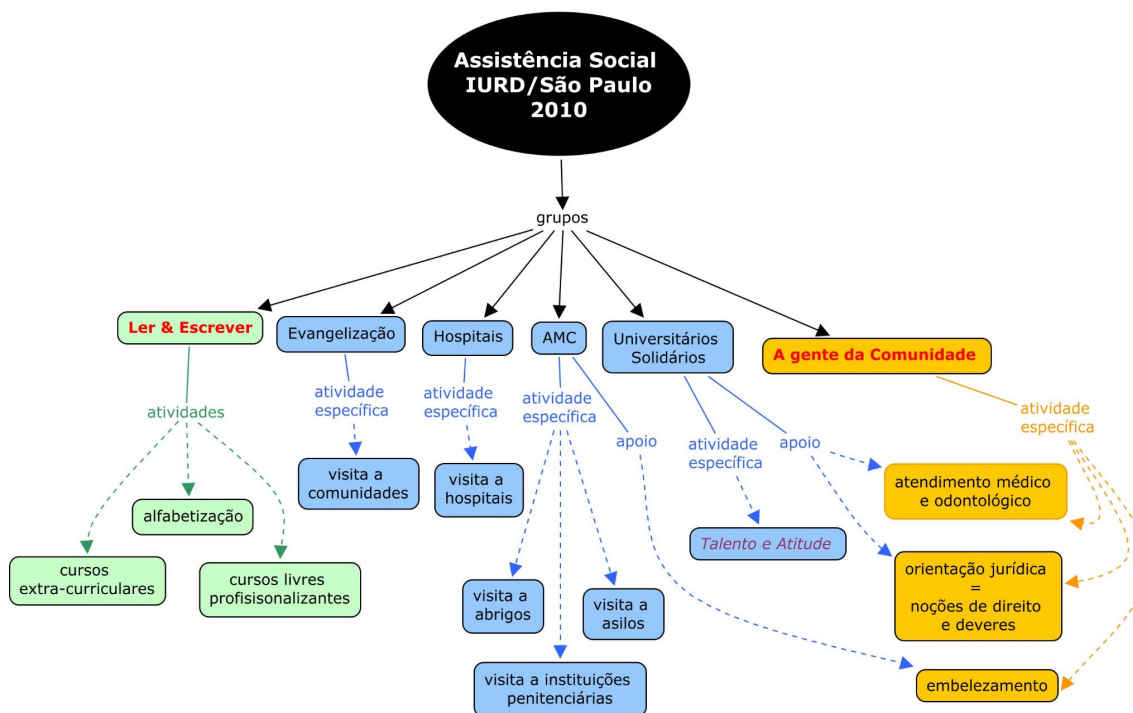 Assistência Social
IURD/São Paulo
2010
grupos
Ler & Escrever
Evangelização
Hospitais
AMC
Universitários
Solidários
A gente da Comunidade
atividades
atividade
específica
atividade
específica
atividade
específica
apoio
atividade
específica
apoio
atividade
específica
visita a
comunidades
visita a
hospitais
atendimento médico
e odontológico
alfabetização
Talento e Atitude
cursos
extra-curriculares
cursos livres
profisisonalizantes
visita a
abrigos
visita a
asilos
orientação jurídica
=
noções de direito
e deveres
visita a instituições
penitenciárias
embelezamento